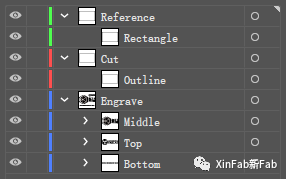 Reference
Rectangle
Cut
Outline
Engrave
Middle
Top
Bottom
XinFab新Fab